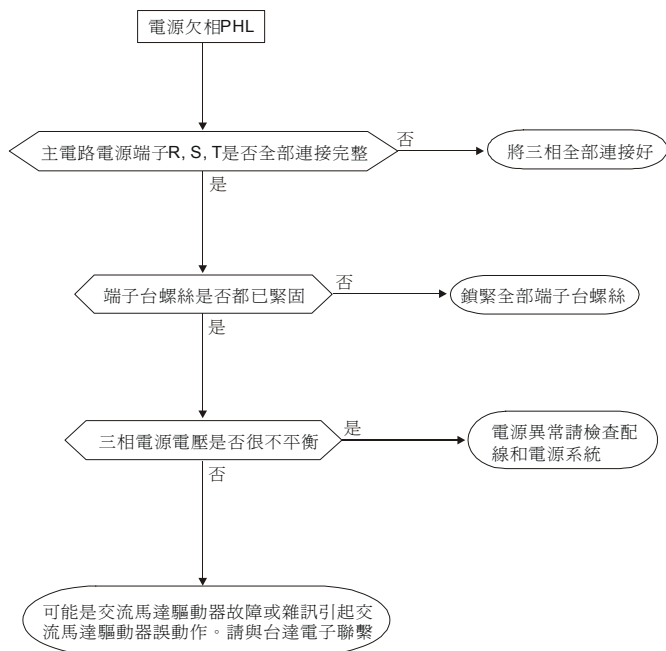 電源欠相PHL
主電路電源端子R, S, T是否全部連接完整
否
將三相全部連接好
是
端子台螺絲是否都已緊固
否
鎖緊全部端子台螺絲
是
三相電源電壓是否很不平衡
是
電源異常請檢查配
線和電源系統
否
可能是交流馬達驅動器故障或雜訊引起交
流馬達驅動器誤動作。請與台達電子聯繫